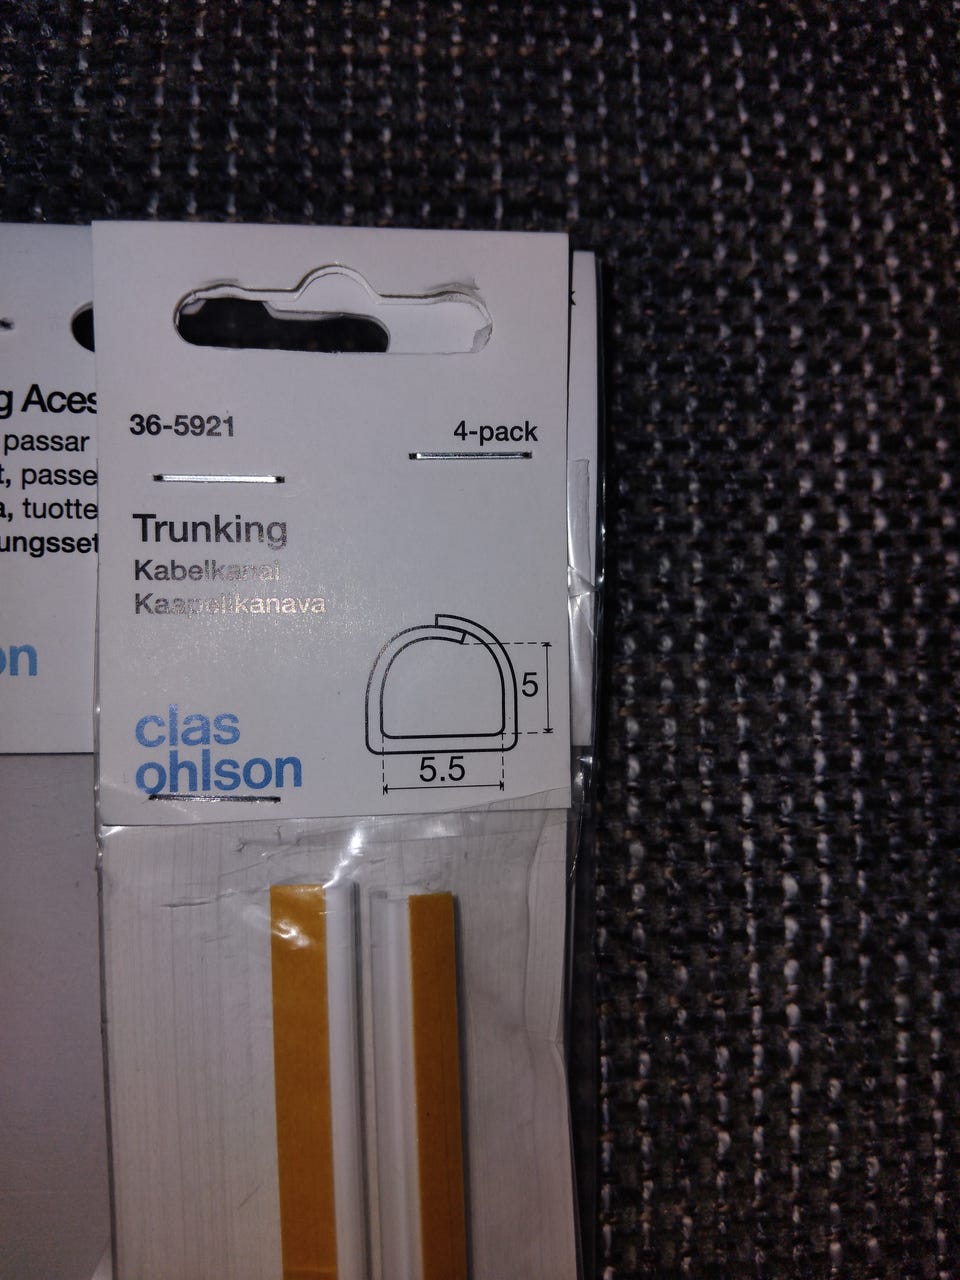 g Aces
passar
t, passe
a, tuotte
ungsset
on
36-5921
4-pack
Trunking
Kabelkanal
Kaapelikanava
5
5.5
clas
ohlson